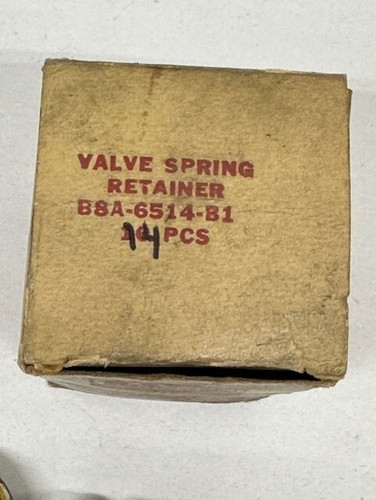 VALVE SPRING
RETAINER
B8A-6514-B1
14 PCS